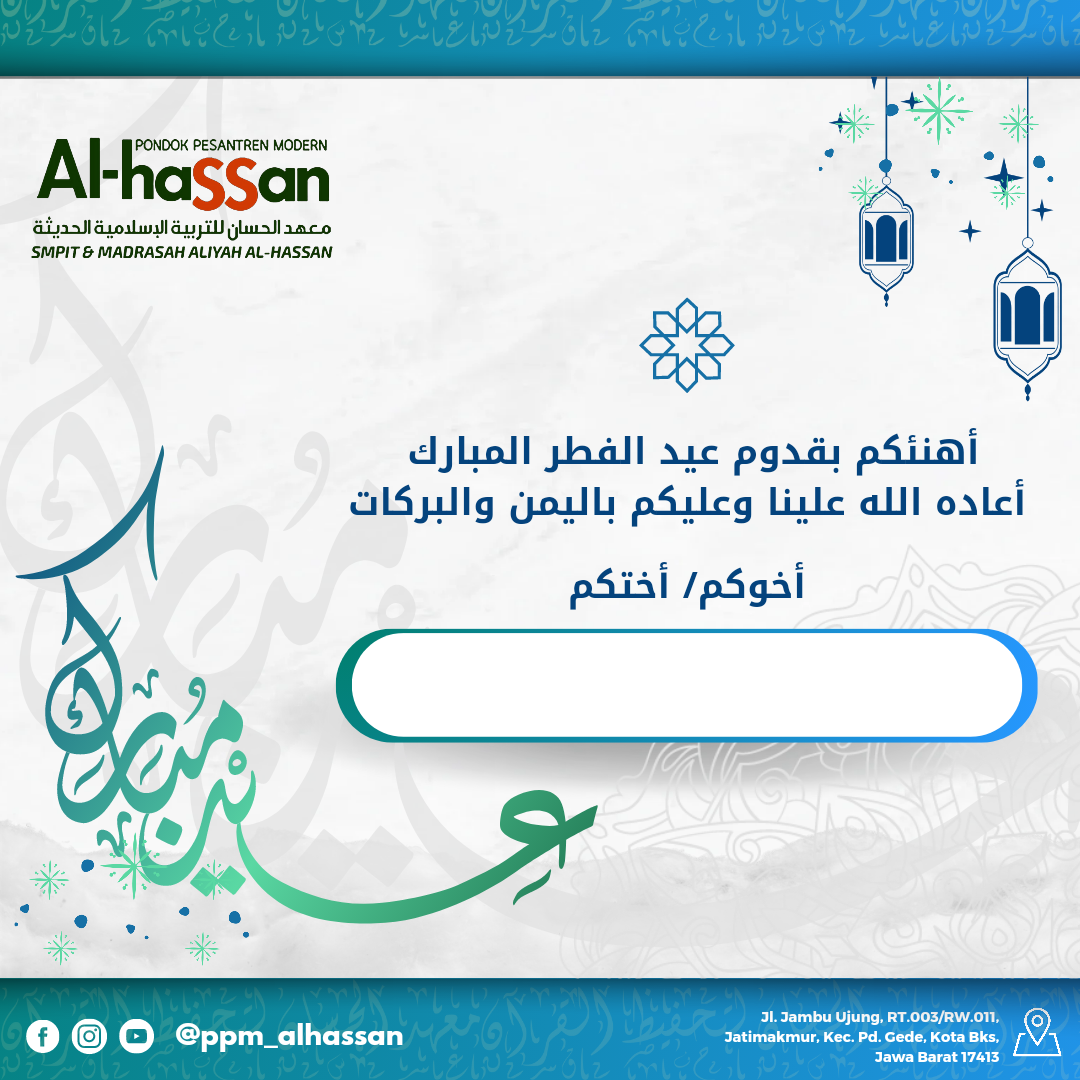 PONDOK PESANTREN MODERN
Al-haSSan
معهد الحسان للتربية الإسلامية الحديثة
SMPIT & MADRASAH ALIYAH AL-HASSAN
أهنئكم بقدوم عيد الفطر المبارك
أعاده الله علينا وعليكم باليمن والبركات
أخوكم/ أختكم
عيد مبارك
@ppm_alhassan
Jl. Jambu Ujung, RT.003/RW.011,
Jatimakmur, Kec. Pd. Gede, Kota Bks,
Jawa Barat 17413